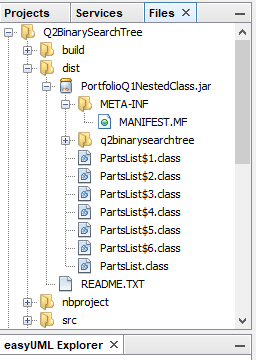 Projects Services Files
Q2BinarySearchTree
build
dist
PortfolioQ1NestedClass.jar
META-INF
MANIFEST.MF
q2binarysearchtree
PartsList$1.class
PartsList$2.class
PartsList$3.class
PartsList$4.class
PartsList$5.class
PartsList$6.class
PartsList.class
README.TXT
nbproject
src
easyUML Explorer